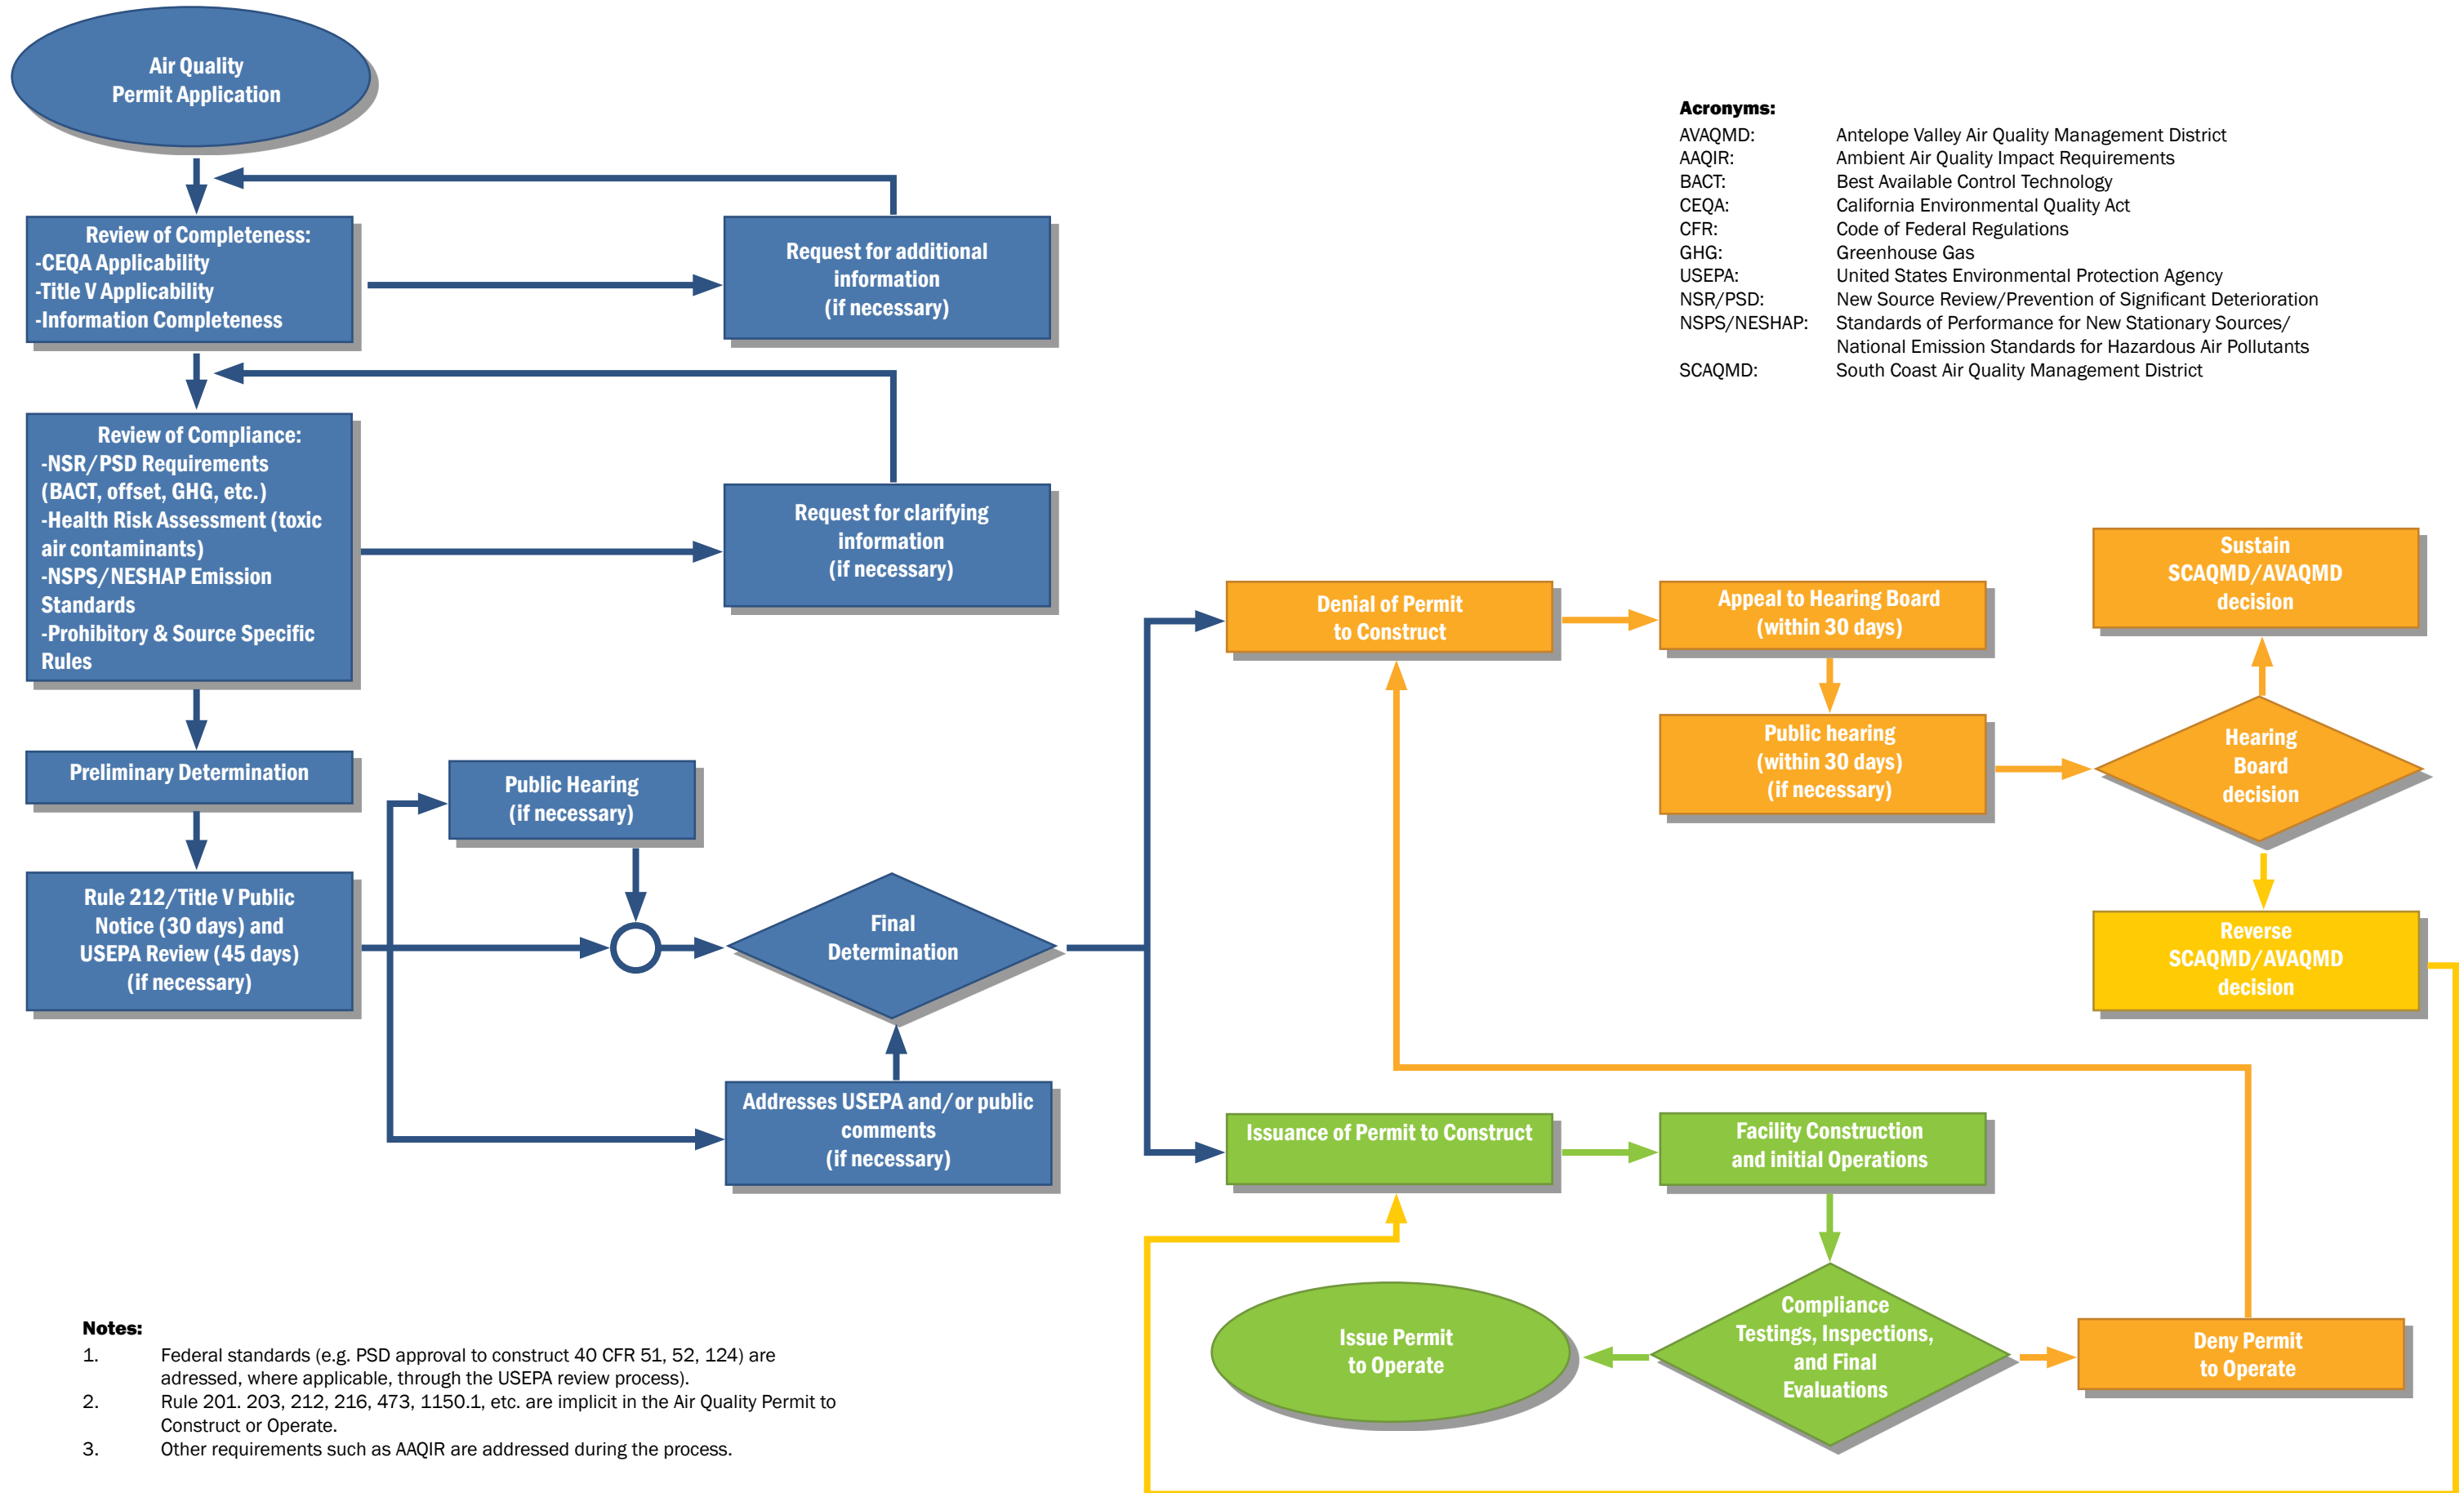 Air Quality
Permit Application
Acronyms:
AVAQMD: Antelope Valley Air Quality Management District
AAQIR: Ambient Air Quality Impact Requirements
BACT: Best Available Control Technology
CEQA: California Environmental Quality Act
CFR: Code of Federal Regulations
GHG: Greenhouse Gas
USEPA: United States Environmental Protection Agency
NSR/PSD: New Source Review/Prevention of Significant Deterioration
NSPS/NESHAP: Standards of Performance for New Stationary Sources/
National Emission Standards for Hazardous Air Pollutants
SCAQMD: South Coast Air Quality Management District
Review of Completeness:
-CEQA Applicability
-Title V Applicability
-Information Completeness
Request for additional
information
(if necessary)
Review of Compliance:
-NSR/PSD Requirements
(BACT, offset, GHG, etc.)
-Health Risk Assessment (toxic
air contaminants)
-NSPS/NESHAP Emission
Standards
-Prohibitory & Source Specific
Rules
Request for clarifying
information
(if necessary)
Preliminary Determination
Rule 212/Title V Public
Notice (30 days) and
USEPA Review (45 days)
(if necessary)
Public Hearing
(if necessary)
Final
Determination
Addresses USEPA and/or public
comments
(if necessary)
Denial of Permit
to Construct
Appeal to Hearing Board
(within 30 days)
Public hearing
(within 30 days)
(if necessary)
Hearing
Board
decision
Sustain
SCAQMD/AVAQMD
decision
Reverse
SCAQMD/AVAQMD
decision
Issuance of Permit to Construct
Facility Construction
and initial Operations
Compliance
Testings, Inspections,
and Final
Evaluations
Issue Permit
to Operate
Deny Permit
to Operate
Notes:
1. Federal standards (e.g. PSD approval to construct 40 CFR 51, 52, 124) are
adressed, where applicable, through the USEPA review process).
2. Rule 201. 203, 212, 216, 473, 1150.1, etc. are implicit in the Air Quality Permit to
Construct or Operate.
3. Other requirements such as AAQIR are addressed during the process.